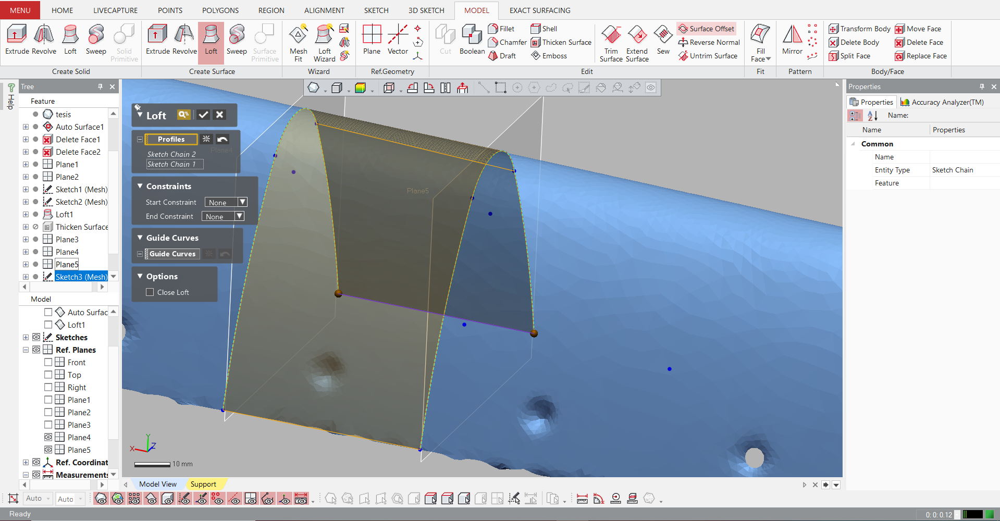 MENU HOME LIVECAPTURE POINTS POLYGONS REGION ALIGNMENT SKETCH 3D SKETCH MODEL EXACT SURFACING
Extrude Revolve Loft Sweep Solid Primitive
Create Solid
Extrude Revolve Loft Sweep Surface Primitive
Create Surface
Mesh Fit Loft Wizard
Wizard
Plane Vector
Ref.Geometry
Cut Boolean
Fillet
Chamfer
Draft
Shell
Thicken Surface
Emboss
Trim Surface Extend Surface Sew
Surface Offset
Reverse Normal
Untrim Surface
Edit
Fill Face
Fit
Mirror
Pattern
Transform Body
Delete Body
Split Face
Move Face
Delete Face
Replace Face
Body/Face
Help
Tree
Feature
tesis
Auto Surface1
Delete Face1
Delete Face2
Plane1
Plane2
Sketch1 (Mesh)
Sketch2 (Mesh)
Loft1
Thicken Surface
Plane3
Plane4
Plane5
Sketch3 (Mesh)
Model
Auto Surfac
Loft1
Sketches
Ref. Planes
Front
Top
Right
Plane1
Plane2
Plane3
Plane4
Plane5
Ref. Coordinat
Measurements
Loft
Profiles
Plane4
Sketch Chain 2
Sketch Chain 1
Constraints
Start Constraint None
End Constraint None
Guide Curves
Guide Curves
Options
Close Loft
Plane5
Y
X
Z
10 mm
Properties
Properties Accuracy Analyzer(TM)
Name:
Name Properties
Common
Name
Entity Type Sketch Chain
Feature
Model View Support
Auto Auto
Ready
0: 0: 0.12